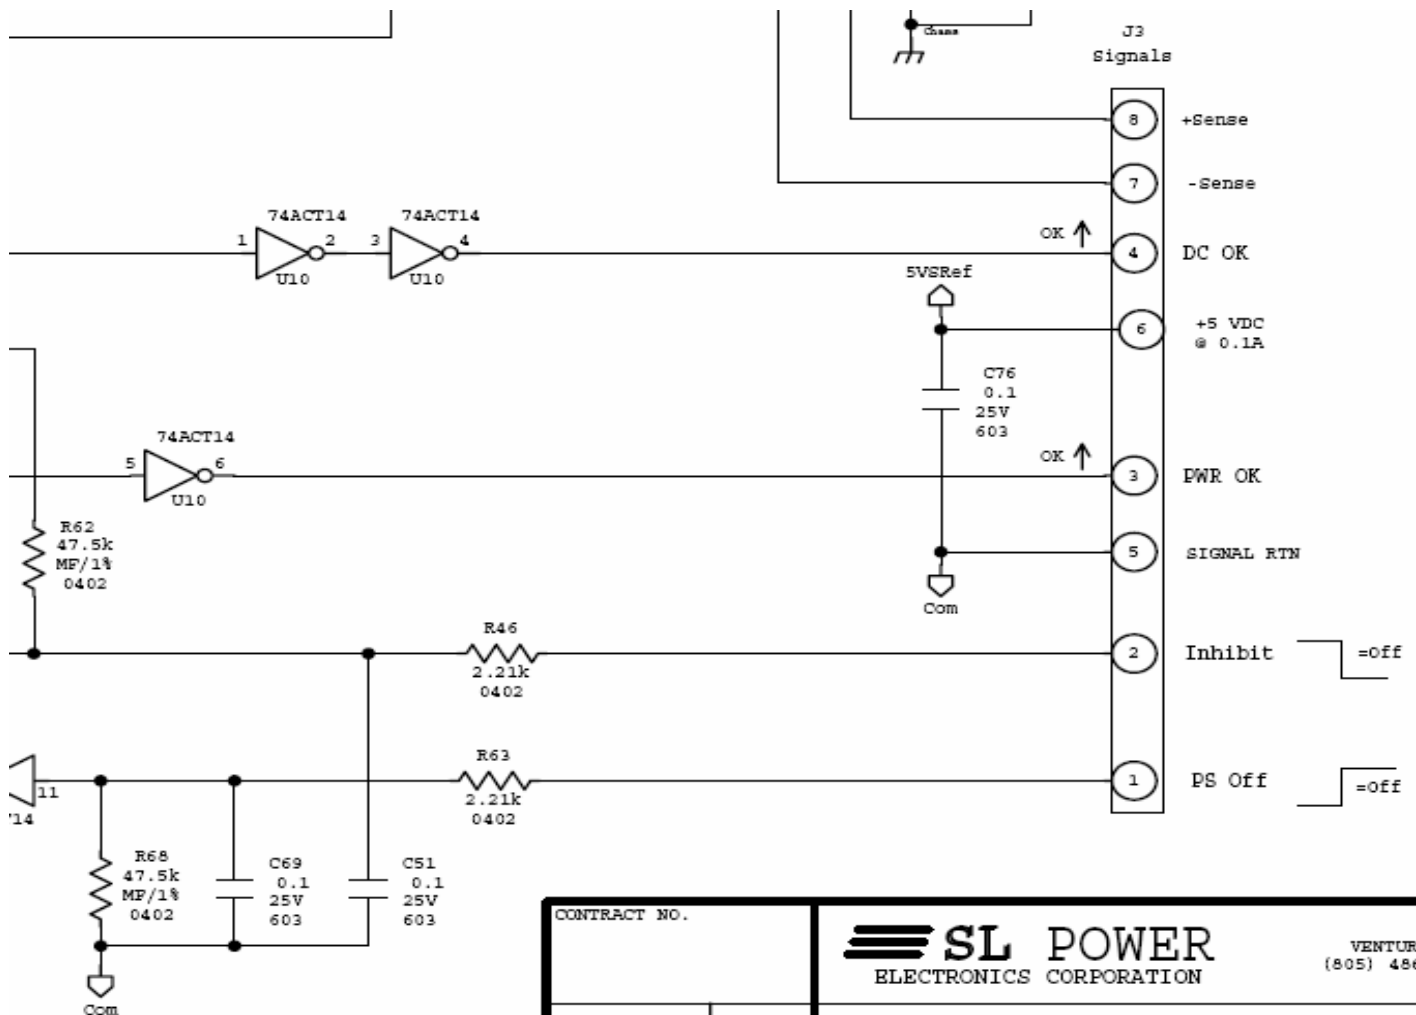 Chass
J3
Signals
8
+Sense
7
-Sense
74ACT14
74ACT14
1
2
3
4
U10
U10
OK
4
DC OK
5VSRef
6
+5 VDC
@ 0.1A
C76
0.1
25V
603
74ACT14
5
6
U10
OK
3
PWR OK
R62
47.5k
MF/1%
0402
5
SIGNAL RTN
Com
R46
2.21k
0402
2
Inhibit
=Off
R63
2.21k
0402
1
PS Off
=Off
11
14
R68
47.5k
MF/1%
0402
C69
0.1
25V
603
C51
0.1
25V
603
Com
CONTRACT NO.
SL POWER
ELECTRONICS CORPORATION
VENTUR
(805) 486